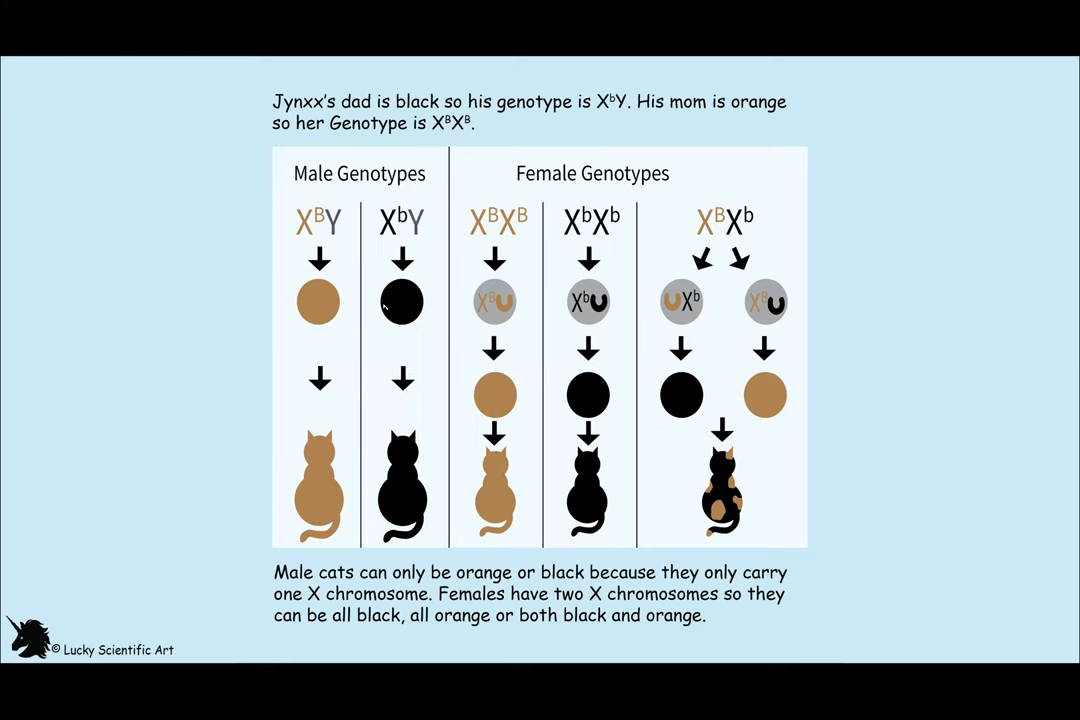 Jynxx's dad is black so his genotype is XᵇY. His mom is orange
so her Genotype is XᴮXᴮ.
Male Genotypes
Female Genotypes
XᴮY
XᵇY
XᴮXᴮ
XᵇXᵇ
XᴮXᵇ
Xᴮ
Xᵇ
Xᵇ
Xᴮ
Male cats can only be orange or black because they only carry
one X chromosome. Females have two X chromosomes so they
can be all black, all orange or both black and orange.
© Lucky Scientific Art